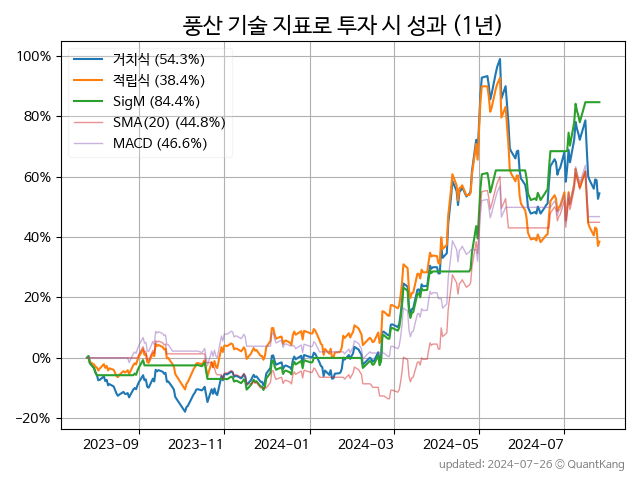 풍산 기술 지표로 투자 시 성과 (1년)
100%
80%
60%
40%
20%
0%
−20%
거치식 (54.3%)
적립식 (38.4%)
SigM (84.4%)
SMA(20) (44.8%)
MACD (46.6%)
2023-09
2023-11
2024-01
2024-03
2024-05
2024-07
updated: 2024-07-26 © QuantKang